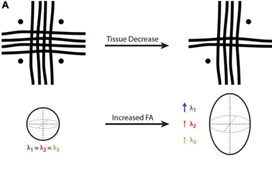 A
Tissue Decrease
Increased FA
λ₁
λ₂
λ₃
λ₁ = λ₂ = λ₃